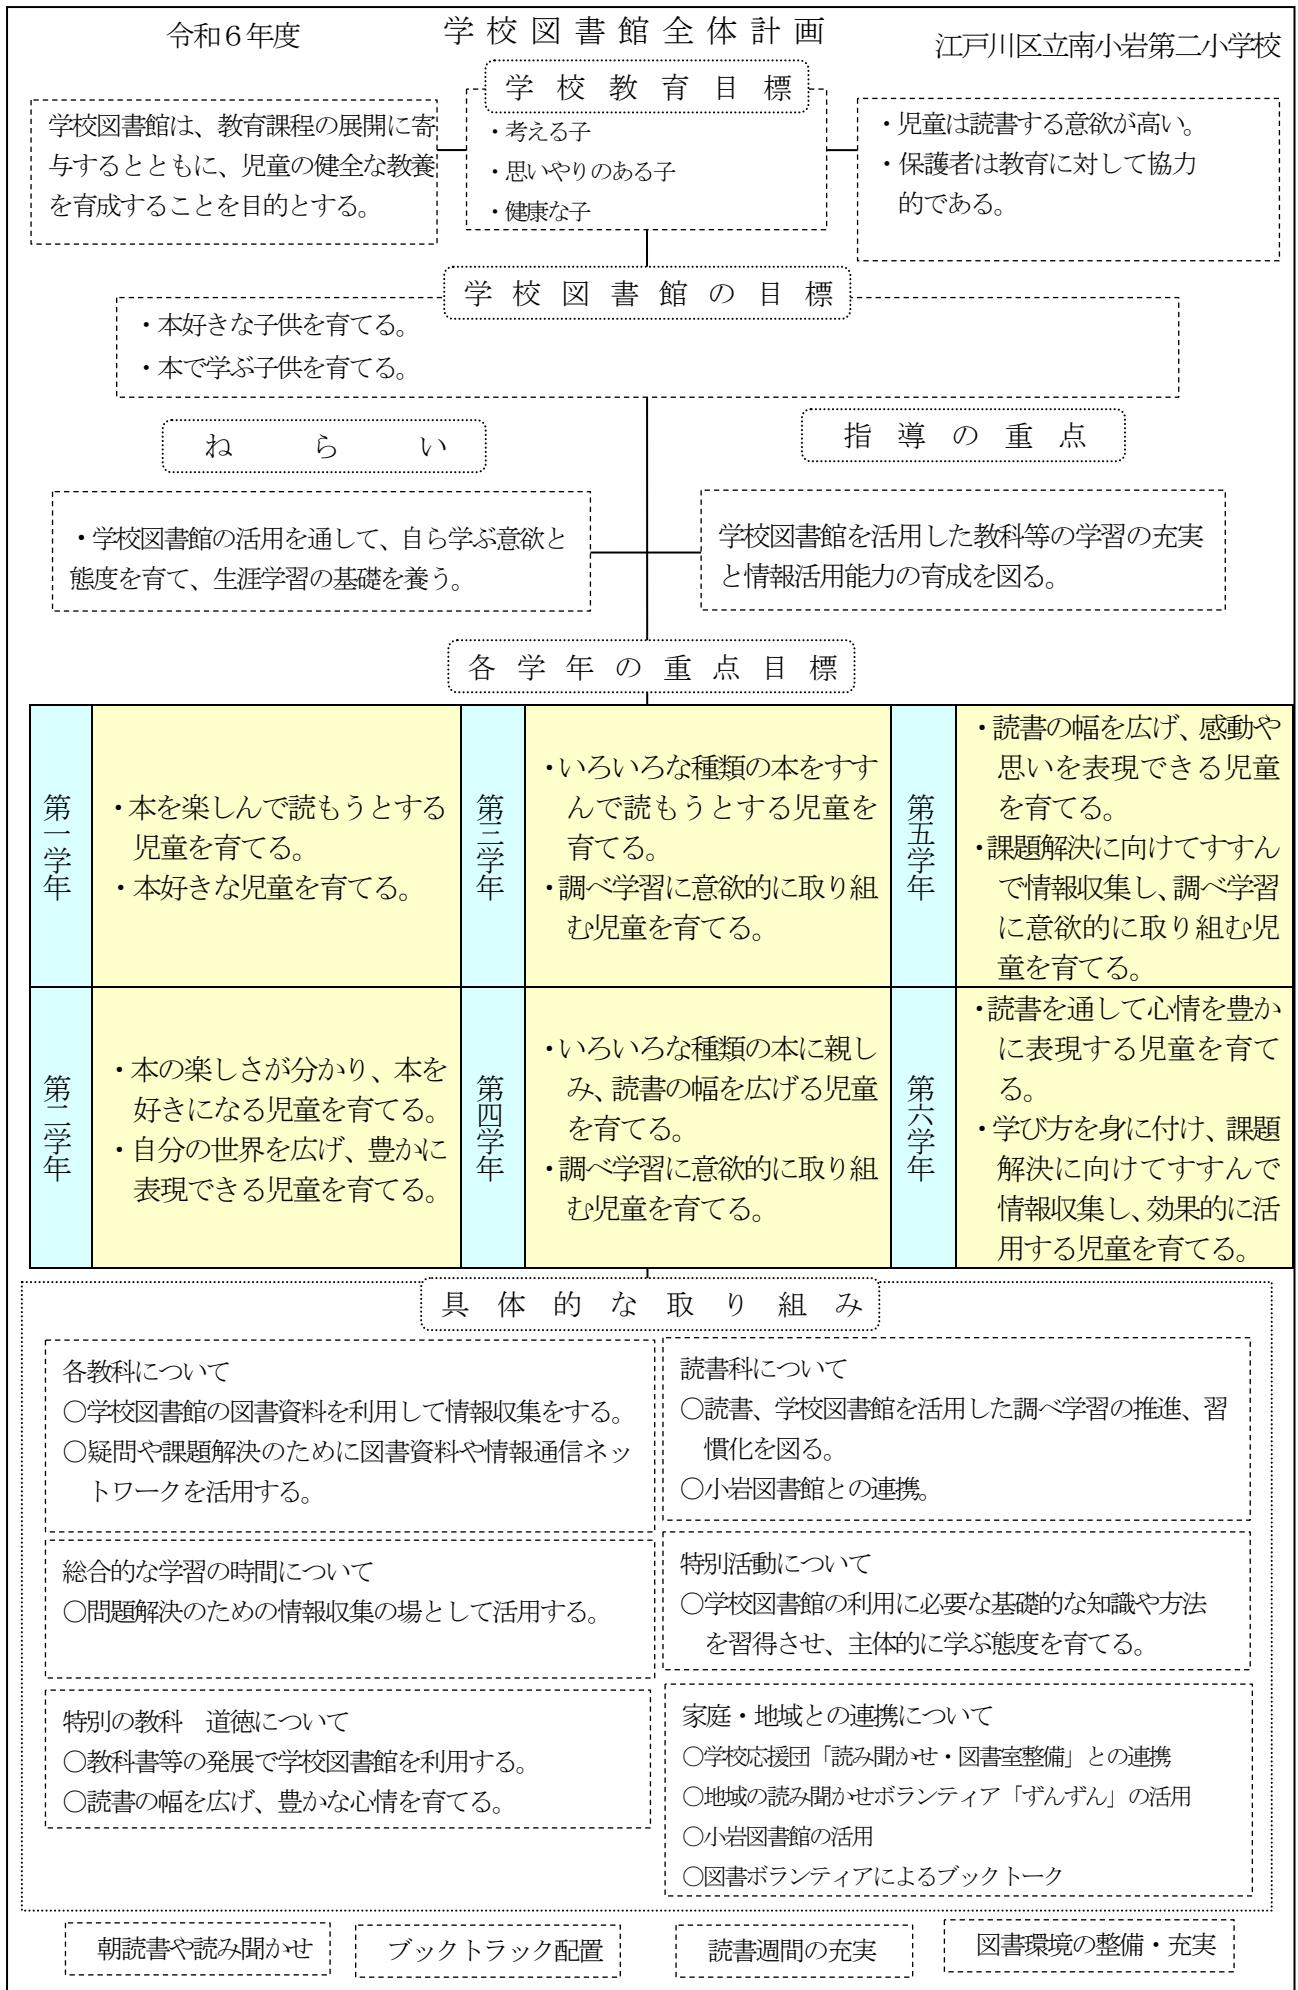 令和６年度
学校図書館全体計画
江戸川区立南小岩第二小学校
学校教育目標
学校図書館は、教育課程の展開に寄
与するとともに、児童の健全な教養
を育成することを目的とする。
・考える子
・思いやりのある子
・健康な子
・児童は読書する意欲が高い。
・保護者は教育に対して協力
的である。
学校図書館の目標
・本好きな子供を育てる。
・本で学ぶ子供を育てる。
ねらい
指導の重点
・学校図書館の活用を通して、自ら学ぶ意欲と
態度を育て、生涯学習の基礎を養う。
学校図書館を活用した教科等の学習の充実
と情報活用能力の育成を図る。
各学年の重点目標
第一学年
・本を楽しんで読もうとする
児童を育てる。
・本好きな児童を育てる。
第三学年
・いろいろな種類の本をすす
んで読もうとする児童を
育てる。
・調べ学習に意欲的に取り組
む児童を育てる。
第五学年
・読書の幅を広げ、感動や
思いを表現できる児童
を育てる。
・課題解決に向けてすすん
で情報収集し、調べ学習
に意欲的に取り組む児
童を育てる。
第二学年
・本の楽しさが分かり、本を
好きになる児童を育てる。
・自分の世界を広げ、豊かに
表現できる児童を育てる。
第四学年
・いろいろな種類の本に親し
み、読書の幅を広げる児童
を育てる。
・調べ学習に意欲的に取り組
む児童を育てる。
第六学年
・読書を通して心情を豊か
に表現する児童を育て
る。
・学び方を身に付け、課題
解決に向けてすすんで
情報収集し、効果的に活
用する児童を育てる。
具体的な取り組み
各教科について
○学校図書館の図書資料を利用して情報収集をする。
○疑問や課題解決のために図書資料や情報通信ネッ
トワークを活用する。
読書科について
○読書、学校図書館を活用した調べ学習の推進、習
慣化を図る。
○小岩図書館との連携。
総合的な学習の時間について
○問題解決のための情報収集の場として活用する。
特別活動について
○学校図書館の利用に必要な基礎的な知識や方法
を習得させ、主体的に学ぶ態度を育てる。
特別の教科　道徳について
○教科書等の発展で学校図書館を利用する。
○読書の幅を広げ、豊かな心情を育てる。
家庭・地域との連携について
○学校応援団「読み聞かせ・図書室整備」との連携
○地域の読み聞かせボランティア「ずんずん」の活用
○小岩図書館の活用
○図書ボランティアによるブックトーク
朝読書や読み聞かせ
ブックトラック配置
読書週間の充実
図書環境の整備・充実